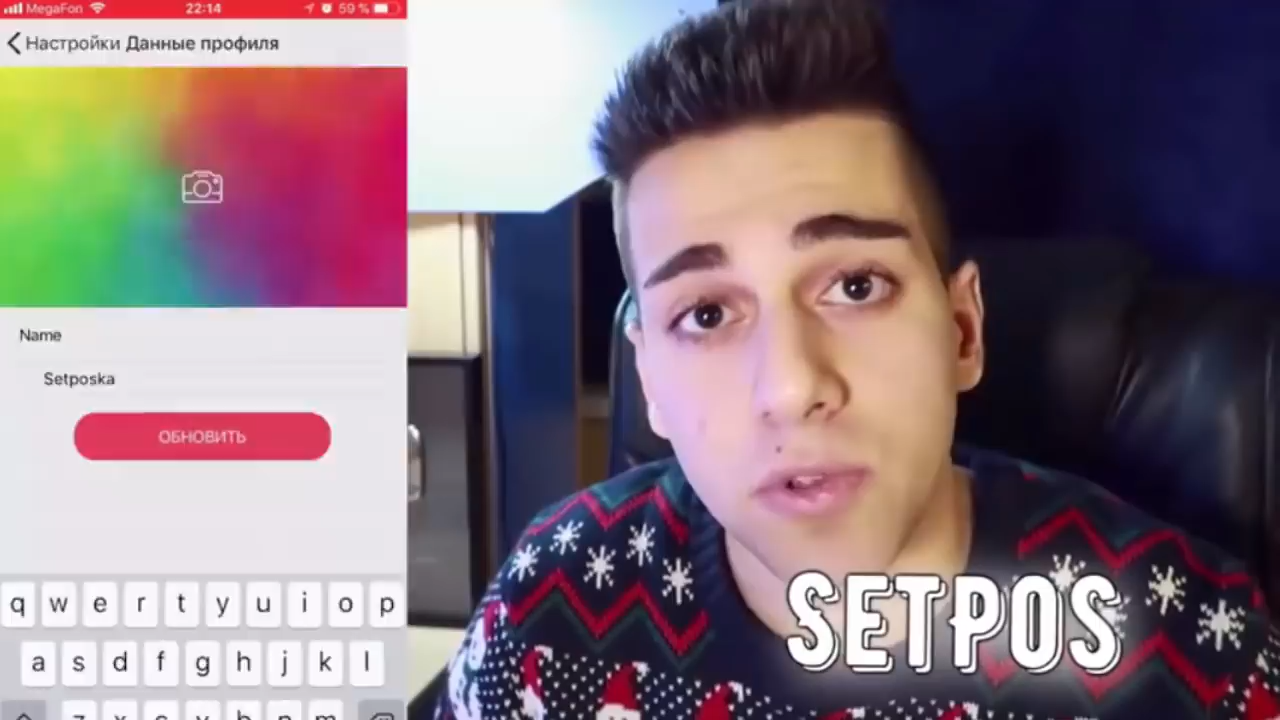 MegaFon 22:14 59 %
Настройки Данные профиля
Name
Setposka
ОБНОВИТЬ
q w e r t y u i o p
a s d f g h j k l
z x c v b n m
SETPOS